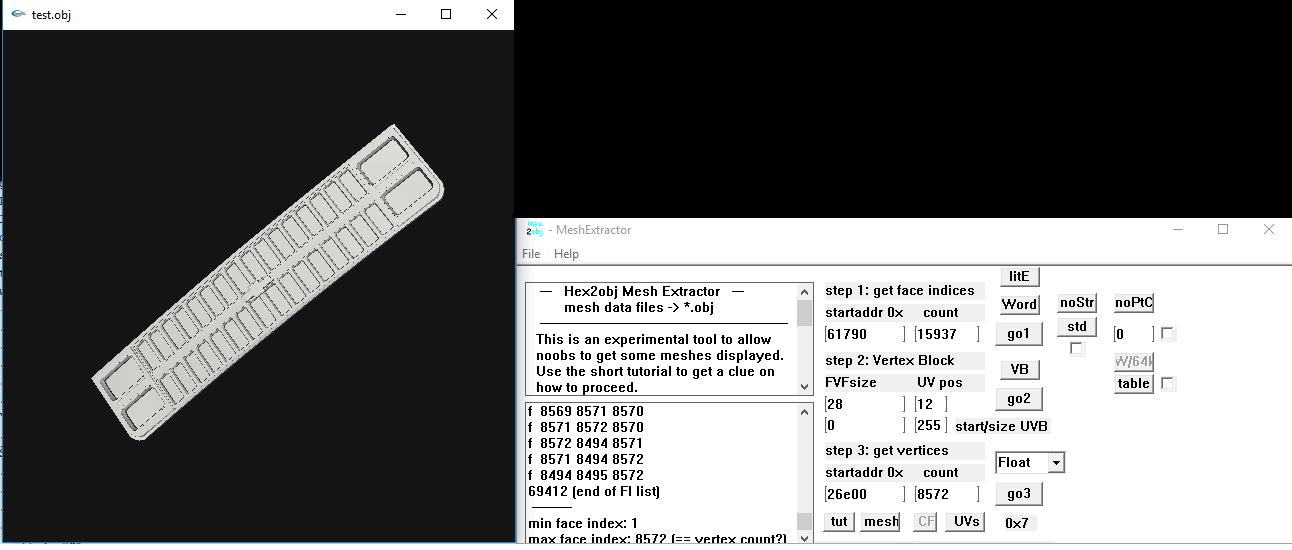 test.obj
Hex
2obj
- MeshExtractor
File Help
— Hex2obj Mesh Extractor —
mesh data files -> *.obj
This is an experimental tool to allow
noobs to get some meshes displayed.
Use the short tutorial to get a clue on
how to proceed.
f 8569 8571 8570
f 8571 8572 8570
f 8572 8494 8571
f 8571 8494 8572
f 8494 8495 8572
69412 (end of FI list)
min face index: 1
max face index: 8572 (== vertex count?)
step 1: get face indices
startaddr 0x count
61790 15937
step 2: Vertex Block
FVFsize UV pos
28 12
0 255 start/size UVB
step 3: get vertices
startaddr 0x count
26e00 8572
tut mesh CF UVs
litE
Word
go1
VB
go2
Float
go3
0x7
noStr
std
noPtC
0
table